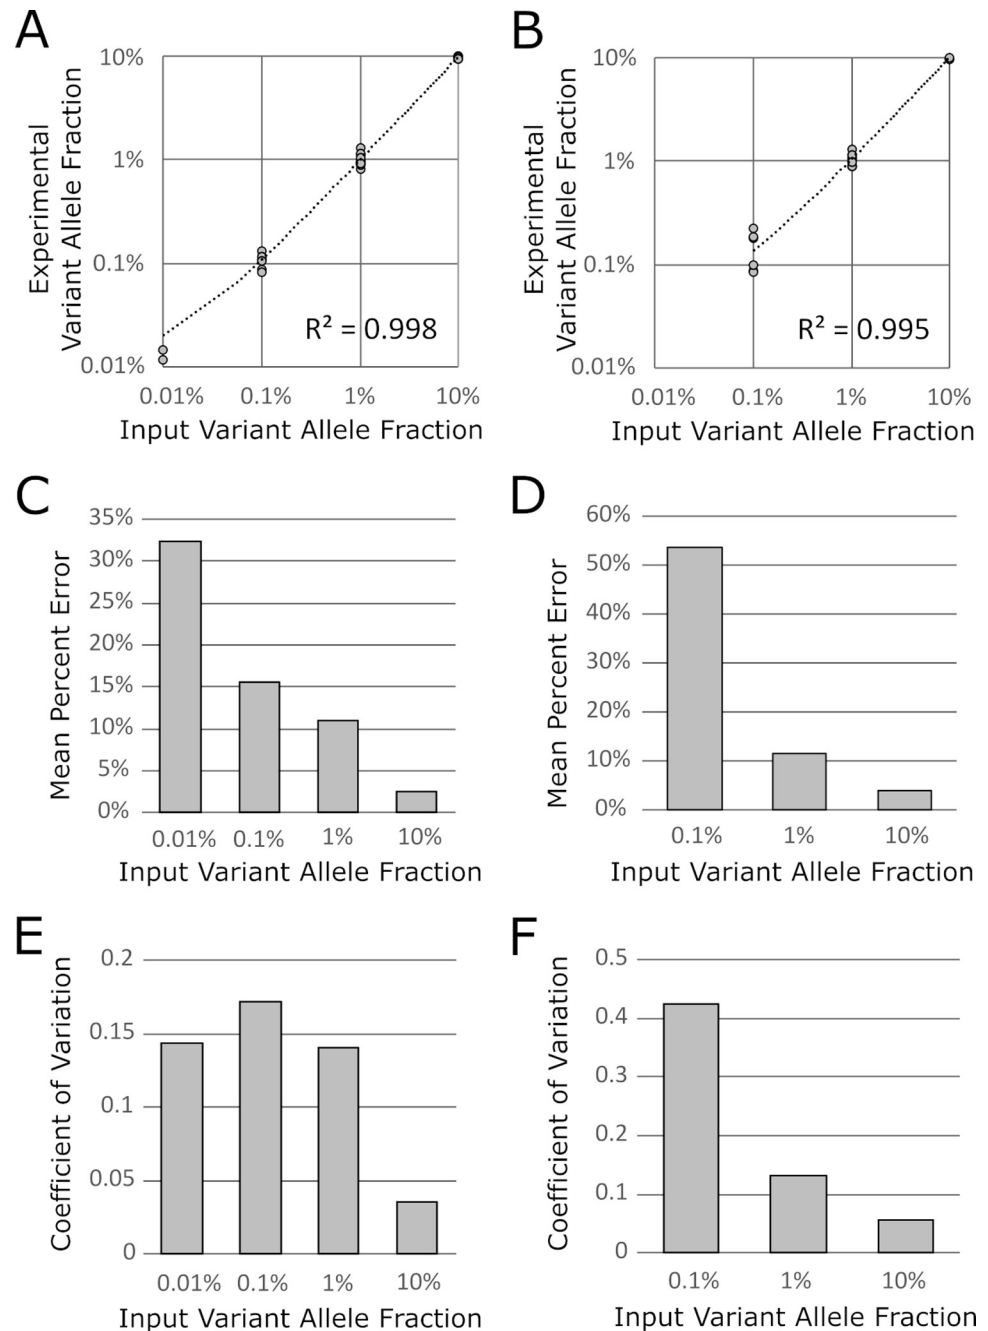 A
Experimental
Variant Allele Fraction
10%
1%
0.1%
0.01%
R² = 0.998
0.01% 0.1% 1% 10%
Input Variant Allele Fraction
B
Experimental
Variant Allele Fraction
10%
1%
0.1%
0.01%
R² = 0.995
0.01% 0.1% 1% 10%
Input Variant Allele Fraction
C
Mean Percent Error
35%
30%
25%
20%
15%
10%
5%
0%
0.01% 0.1% 1% 10%
Input Variant Allele Fraction
D
Mean Percent Error
60%
50%
40%
30%
20%
10%
0%
0.1% 1% 10%
Input Variant Allele Fraction
E
Coefficient of Variation
0.2
0.15
0.1
0.05
0
0.01% 0.1% 1% 10%
Input Variant Allele Fraction
F
Coefficient of Variation
0.5
0.4
0.3
0.2
0.1
0
0.1% 1% 10%
Input Variant Allele Fraction